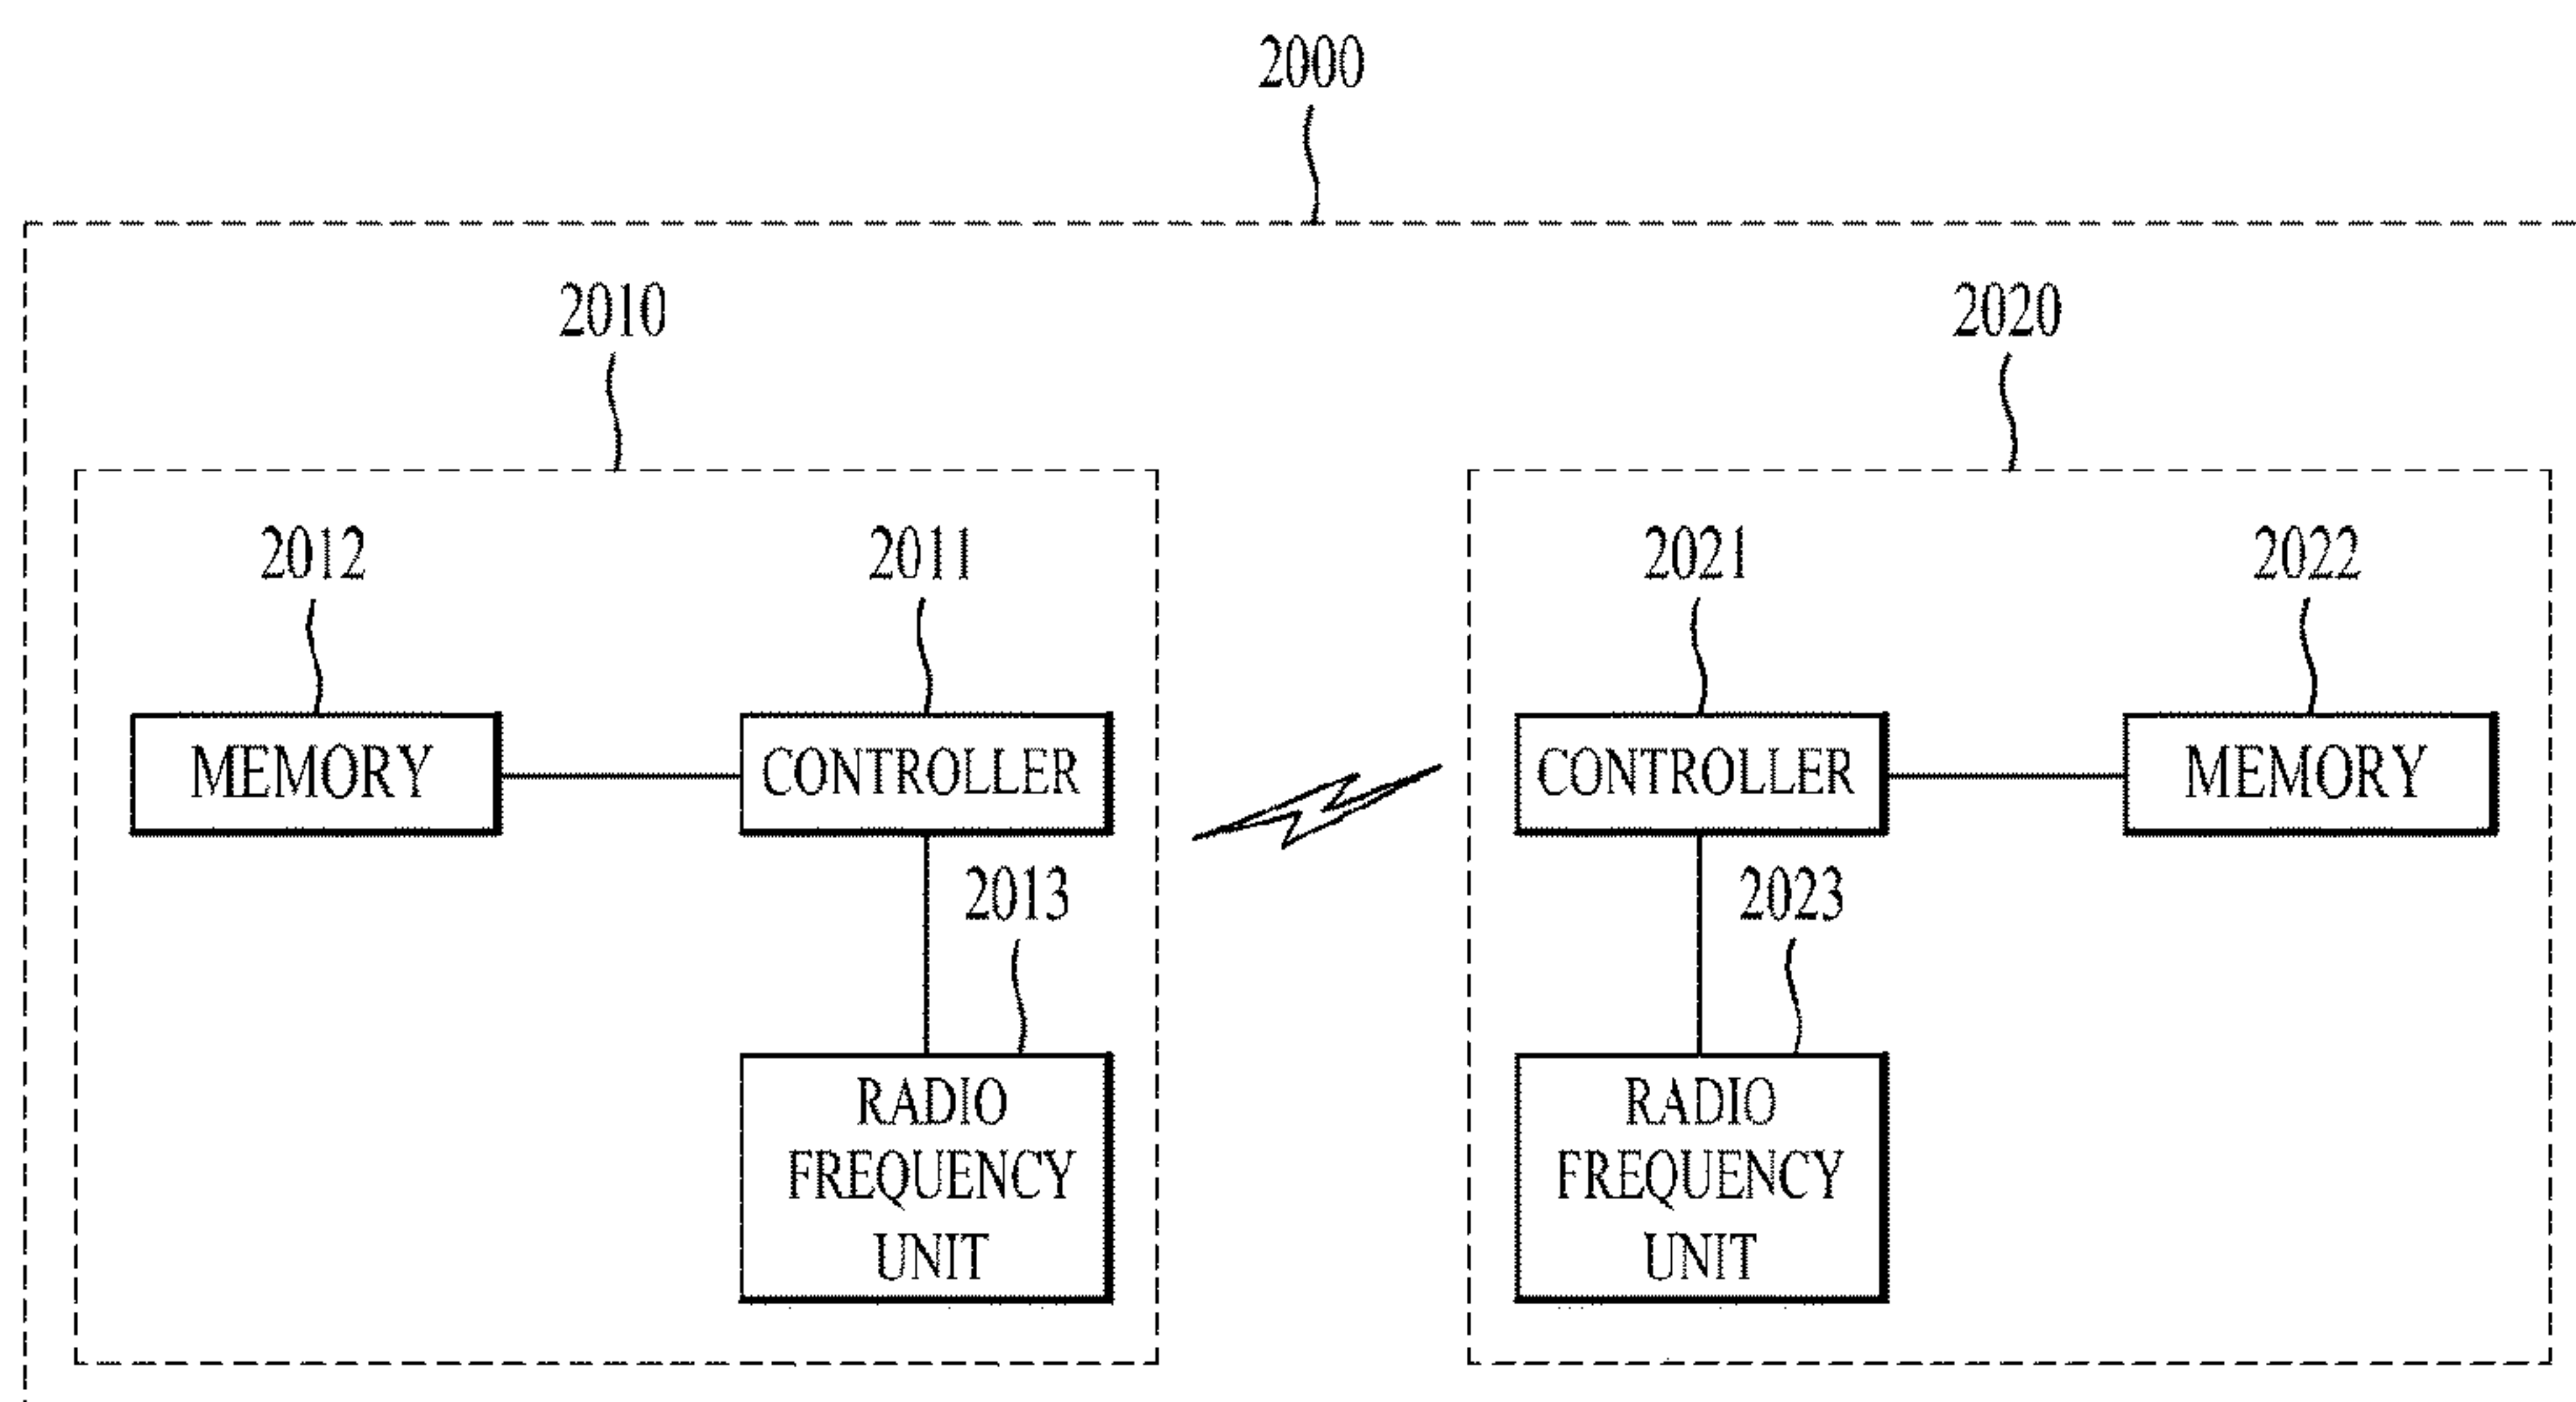 2000
2010
2020
2012
2011
2021
2022
MEMORY
CONTROLLER
CONTROLLER
MEMORY
2013
2023
RADIO
FREQUENCY
UNIT
RADIO
FREQUENCY
UNIT